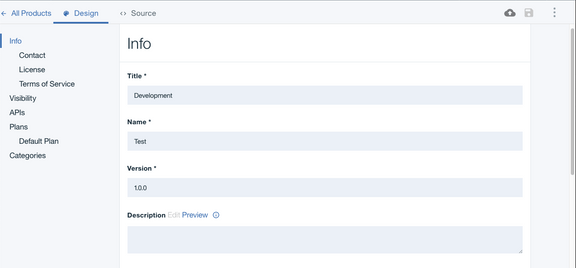 All Products Design Source
Info
Contact
License
Terms of Service
Visibility
APIs
Plans
Default Plan
Categories
Info
Title *
Development
Name *
Test
Version *
1.0.0
Description Edit Preview